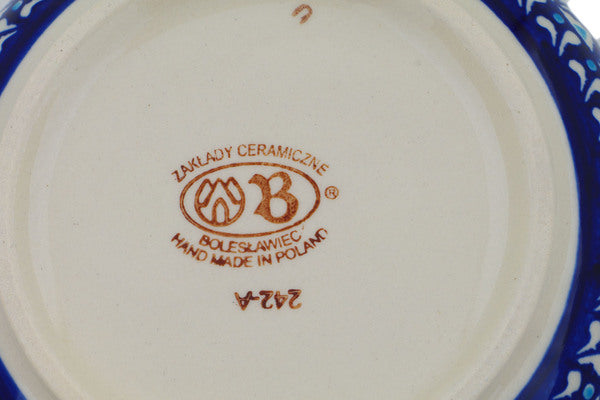 ZAKŁADY CERAMICZNE
B ®
BOLESŁAWIEC
HAND MADE IN POLAND
242-A